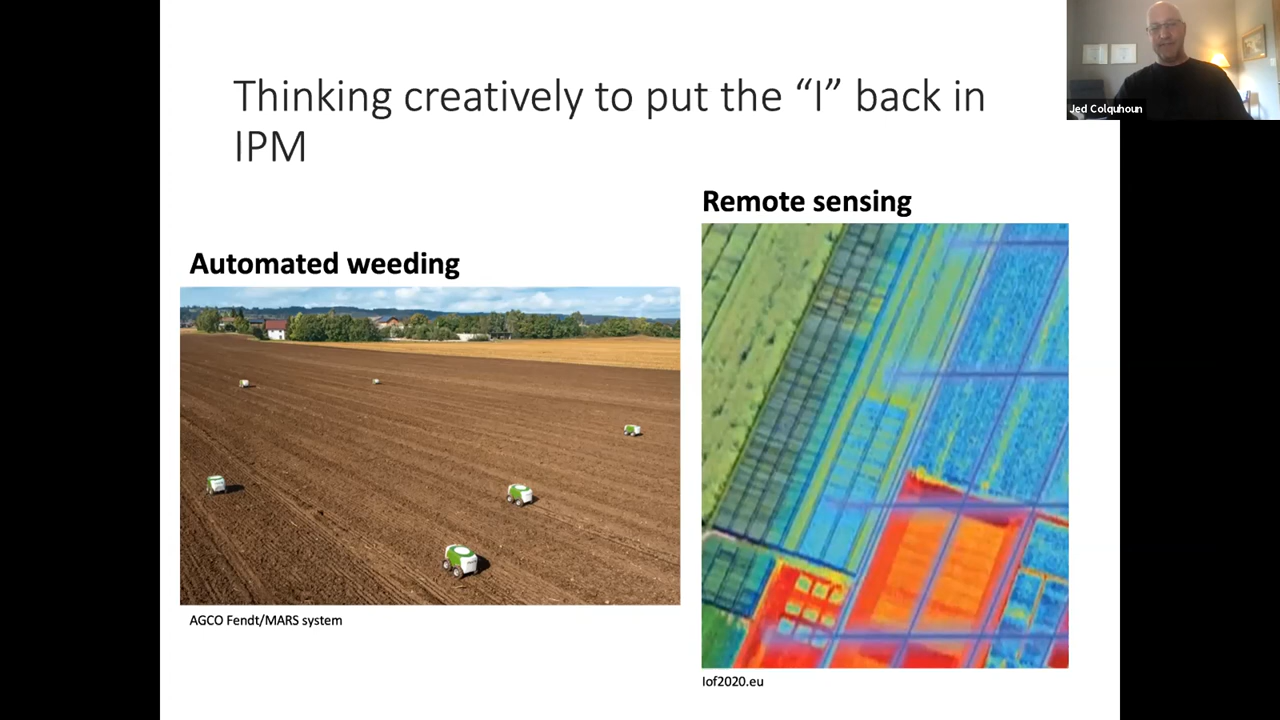 Thinking creatively to put the “I” back in
IPM
Jed Colquhoun
Remote sensing
Automated weeding
AGCO Fendt/MARS system
Iof2020.eu